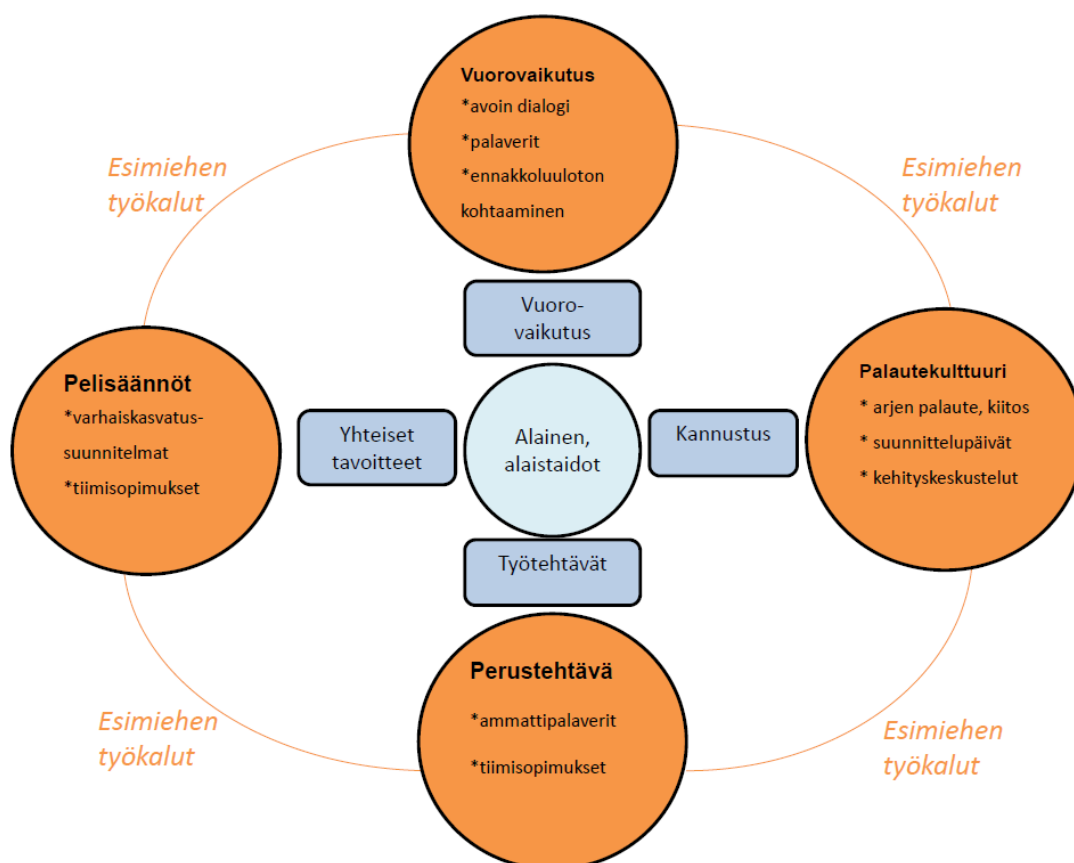 Vuorovaikutus
*avoin dialogi
*palaverit
*ennakkoluuloton
kohtaaminen
Esimiehen
työkalut
Esimiehen
työkalut
Vuoro-
vaikutus
Pelisäännöt
*varhaiskasvatus-
suunnitelmat
*tiimisopimukset
Yhteiset
tavoitteet
Alainen,
alaistaidot
Kannustus
Palautekulttuuri
* arjen palaute, kiitos
* suunnittelupäivät
* kehityskeskustelut
Työtehtävät
Perustehtävä
*ammattipalaverit
*tiimisopimukset
Esimiehen
työkalut
Esimiehen
työkalut